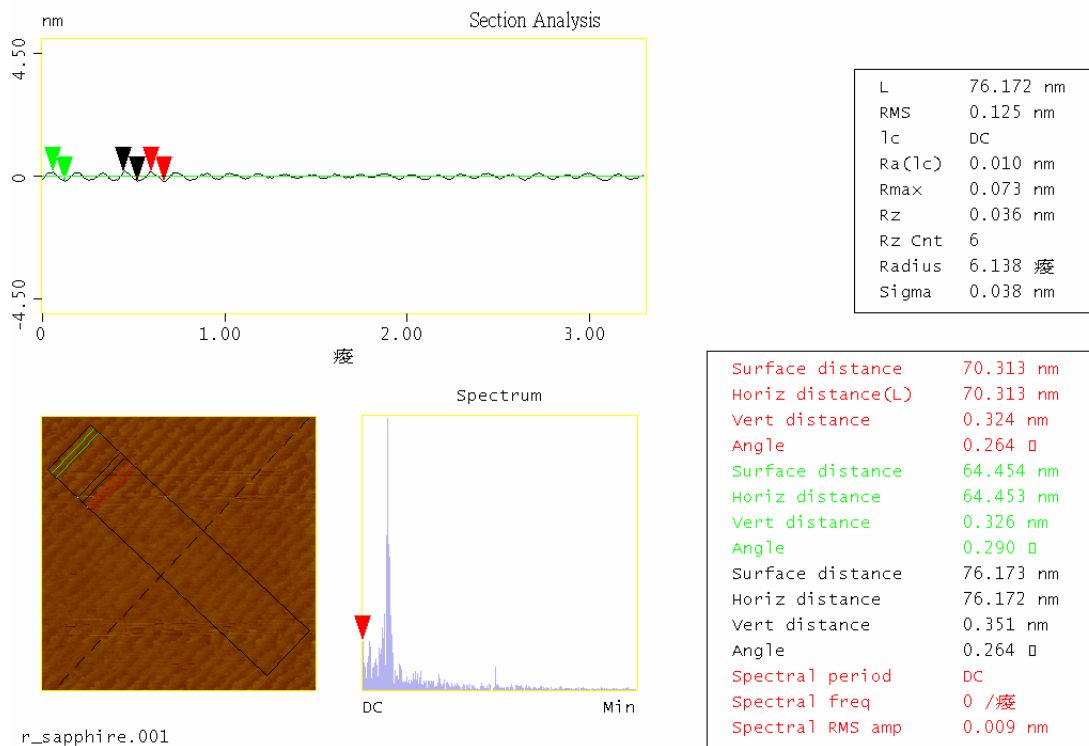 nm
Section Analysis
4.50
0
-4.50
0 1.00 2.00 3.00
癈
L 76.172 nm
RMS 0.125 nm
lc DC
Ra(lc) 0.010 nm
Rmax 0.073 nm
Rz 0.036 nm
Rz Cnt 6
Radius 6.138 癈
Sigma 0.038 nm
Surface distance 70.313 nm
Horiz distance(L) 70.313 nm
Vert distance 0.324 nm
Angle 0.264 
Surface distance 64.454 nm
Horiz distance 64.453 nm
Vert distance 0.326 nm
Angle 0.290 
Surface distance 76.173 nm
Horiz distance 76.172 nm
Vert distance 0.351 nm
Angle 0.264 
Spectral period DC
Spectral freq 0 /癈
Spectral RMS amp 0.009 nm
Spectrum
DC Min
r_sapphire.001